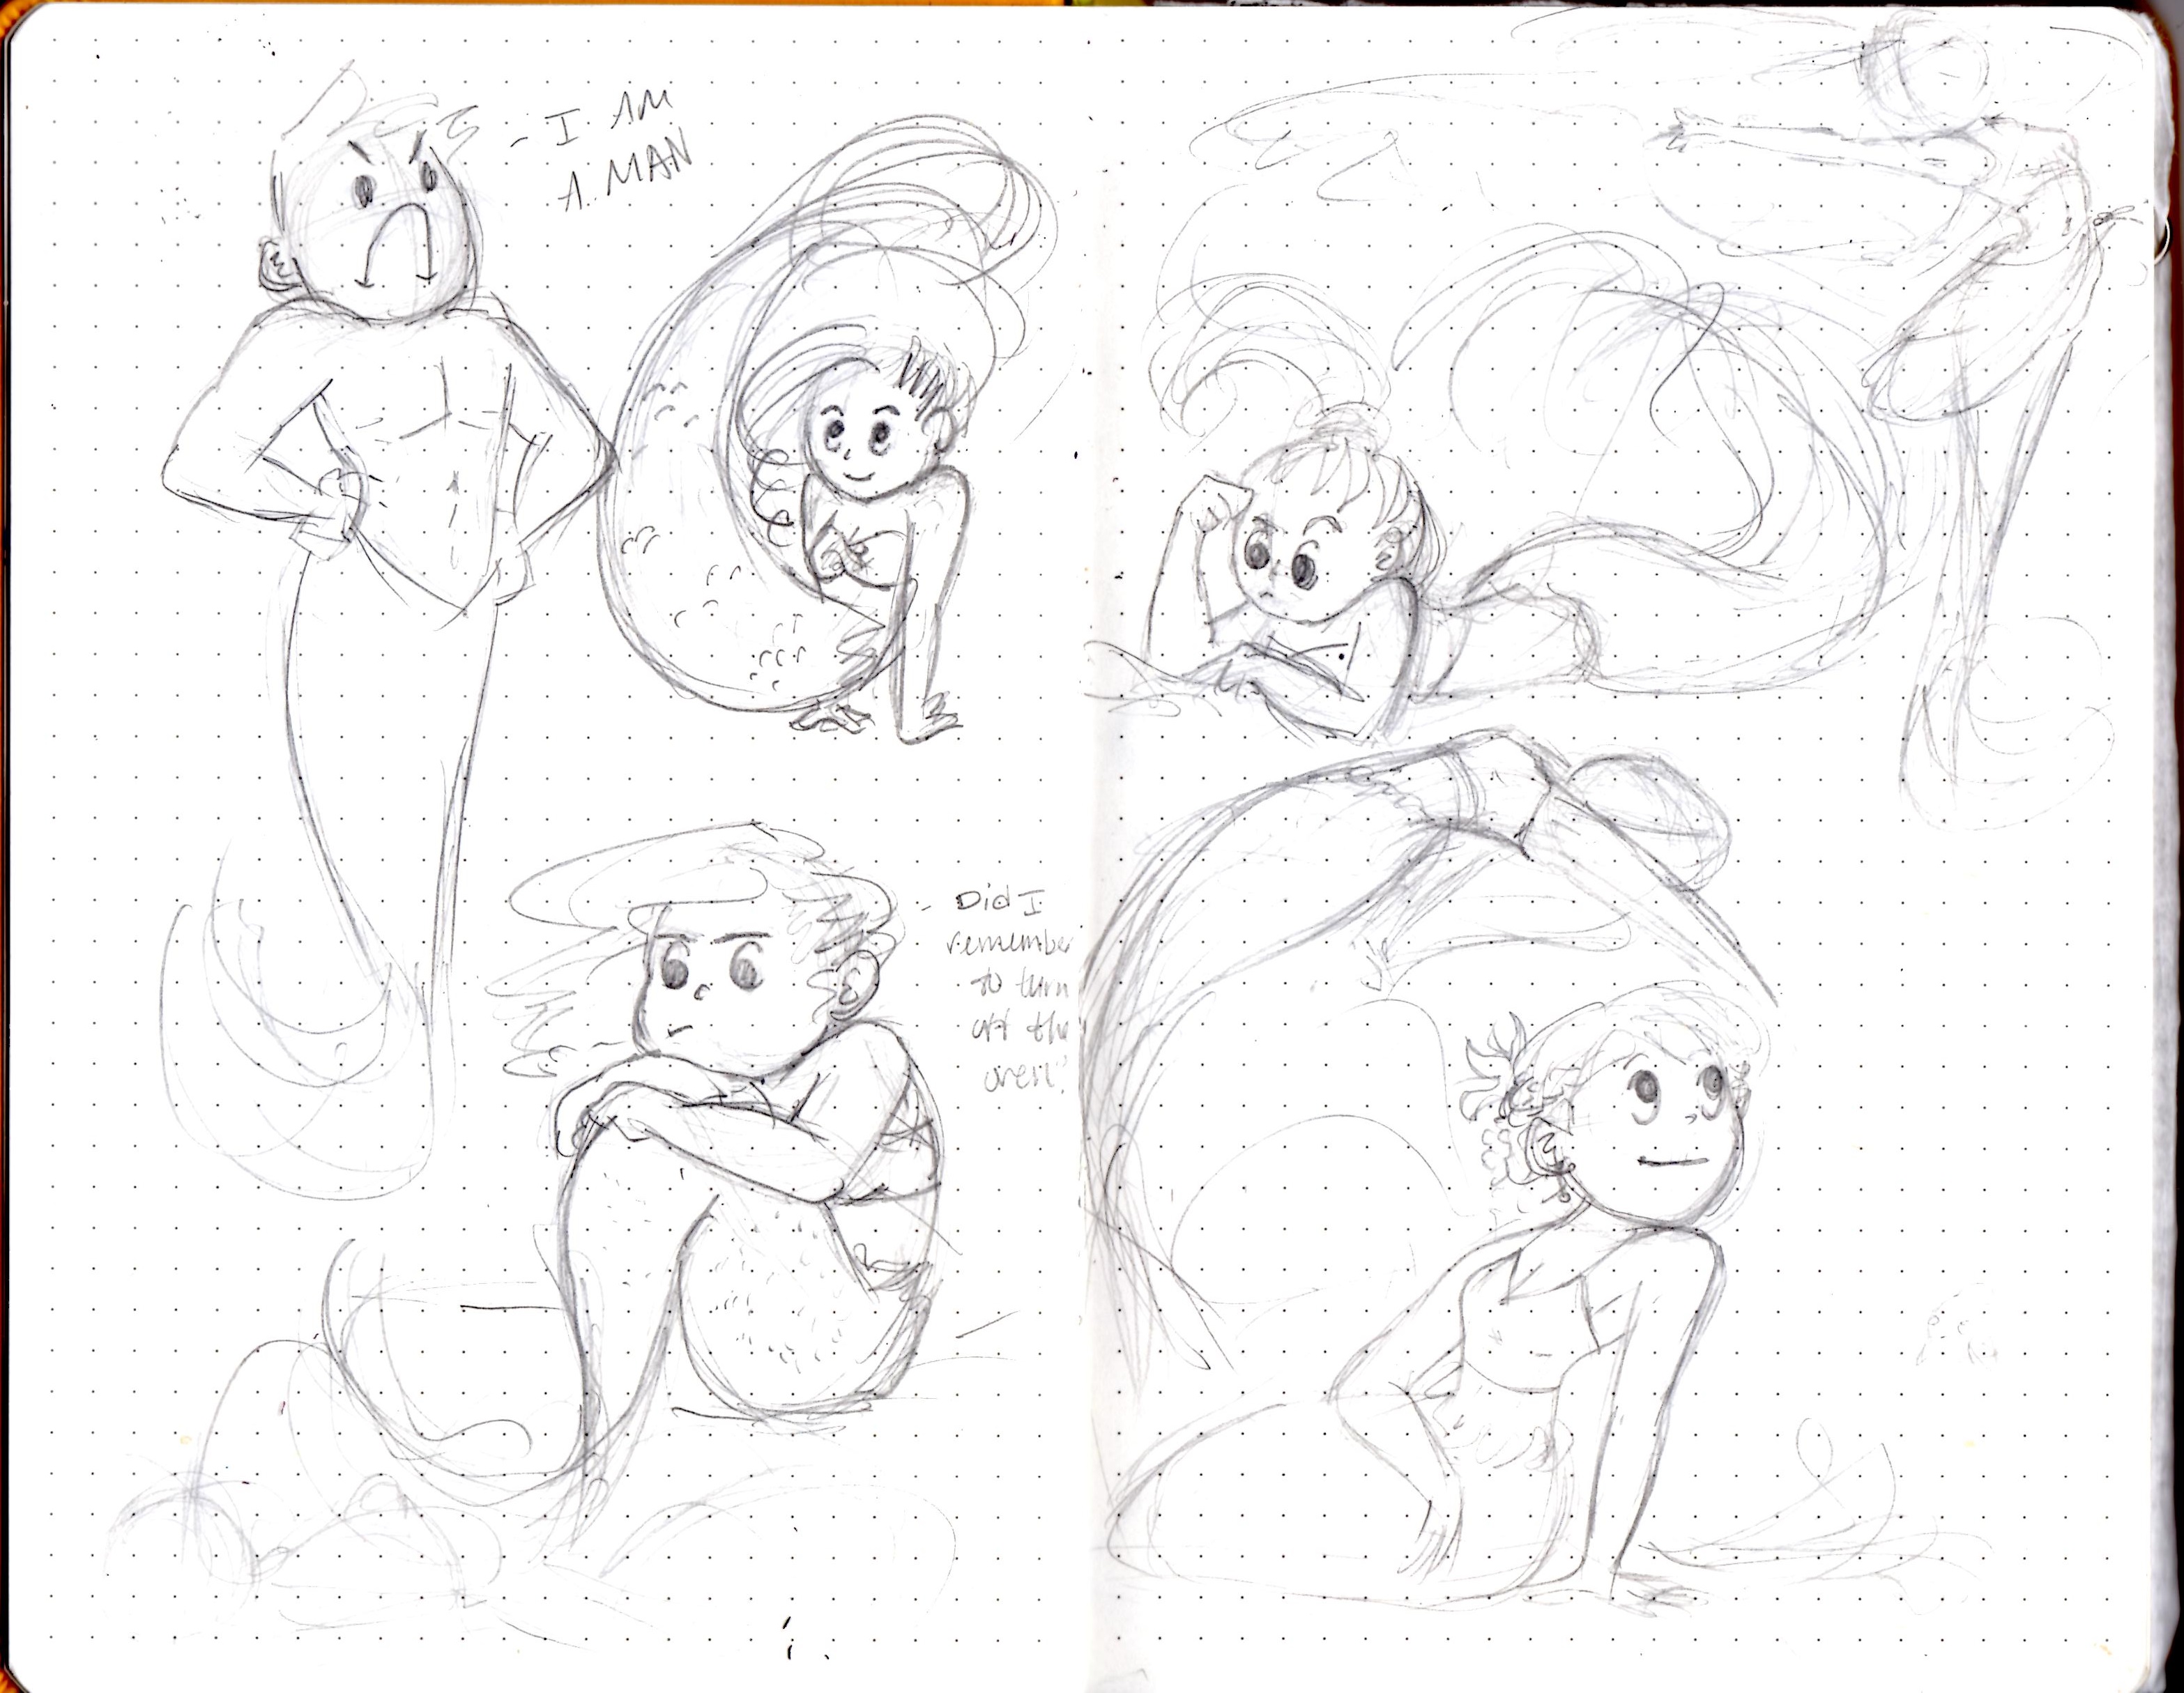 - I AM
A MAN
- Did I
remember
to turn
off the
oven?